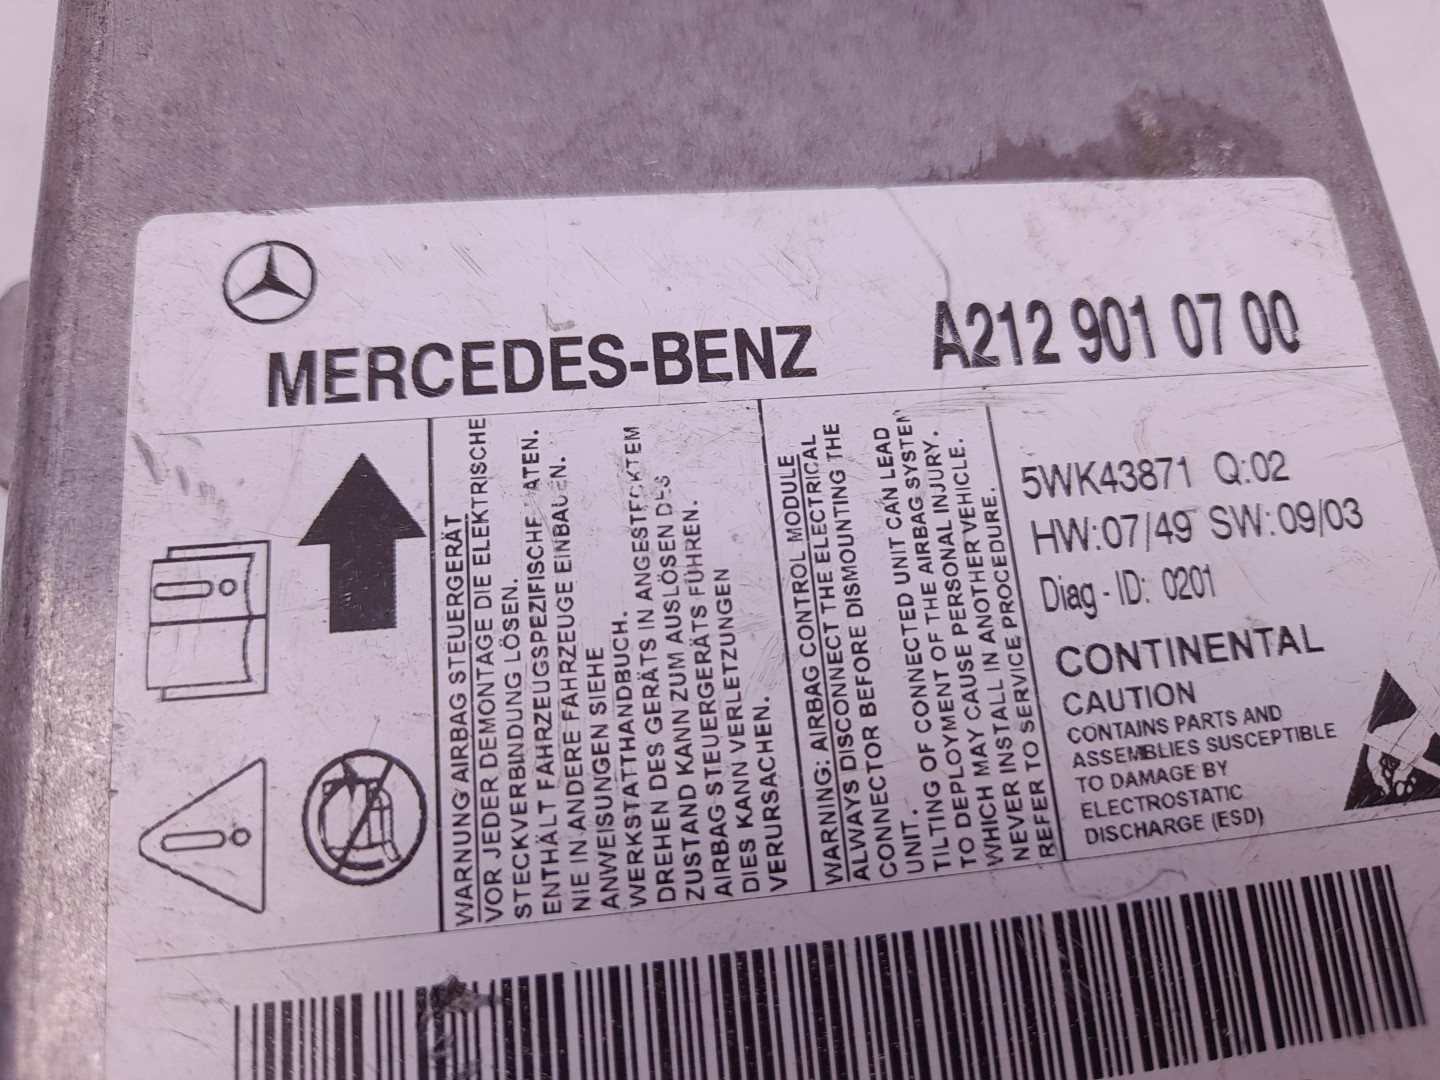 MERCEDES-BENZ
A212 901 07 00
WARNUNG AIRBAG STEUERGERÄT
VOR JEDER DEMONTAGE DIE ELEKTRISCHE
STECKVERBINDUNG LÖSEN.
ENTHÄLT FAHRZEUGSPEZIFISCHE ATEN.
NIE IN ANDERE FAHRZEUGE EINBAUEN.
ANWEISUNGEN SIEHE
WERKSTATTHANDBUCH.
DREHEN DES GERÄTS IN ANGESTECKTEM
ZUSTAND KANN ZUM AUSLÖSEN DES
AIRBAG-STEUERGERÄTS FÜHREN.
DIES KANN VERLETZUNGEN
VERURSACHEN.
WARNING: AIRBAG CONTROL MODULE
ALWAYS DISCONNECT THE ELECTRICAL
CONNECTOR BEFORE DISMOUNTING THE
UNIT.
TILTING OF CONNECTED UNIT CAN LEAD
TO DEPLOYMENT OF THE AIRBAG SYSTEM
WHICH MAY CAUSE PERSONAL INJURY.
NEVER INSTALL IN ANOTHER VEHICLE.
REFER TO SERVICE PROCEDURE.
5WK43871 Q:02
HW:07/49 SW:09/03
Diag-ID: 0201
CONTINENTAL
CAUTION
CONTAINS PARTS AND
ASSEMBLIES SUSCEPTIBLE
TO DAMAGE BY
ELECTROSTATIC
DISCHARGE (ESD)